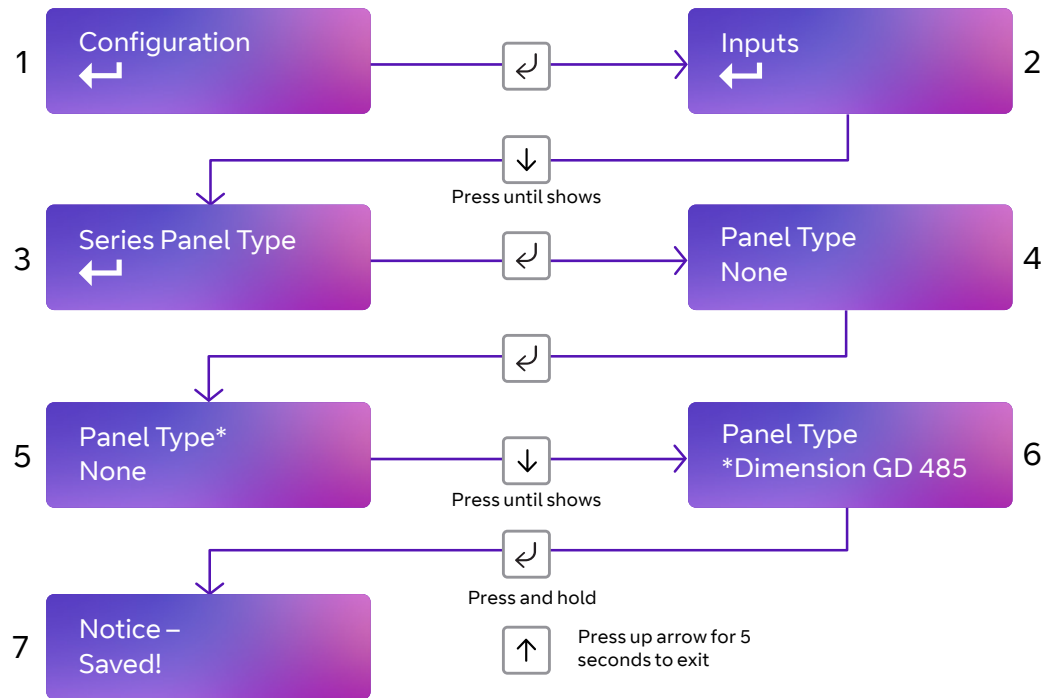 1
Configuration
Inputs
2
Press until shows
3
Series Panel Type
Panel Type
None
4
5
Panel Type*
None
Press until shows
Panel Type
*Dimension GD 485
6
Press and hold
7
Notice –
Saved!
Press up arrow for 5
seconds to exit